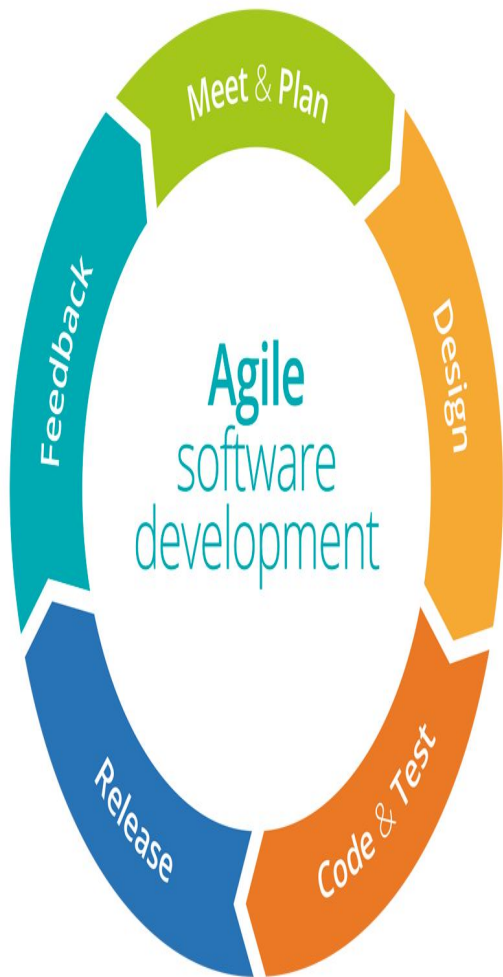 Meet & Plan
Design
Code & Test
Release
Feedback
Agile
software
development